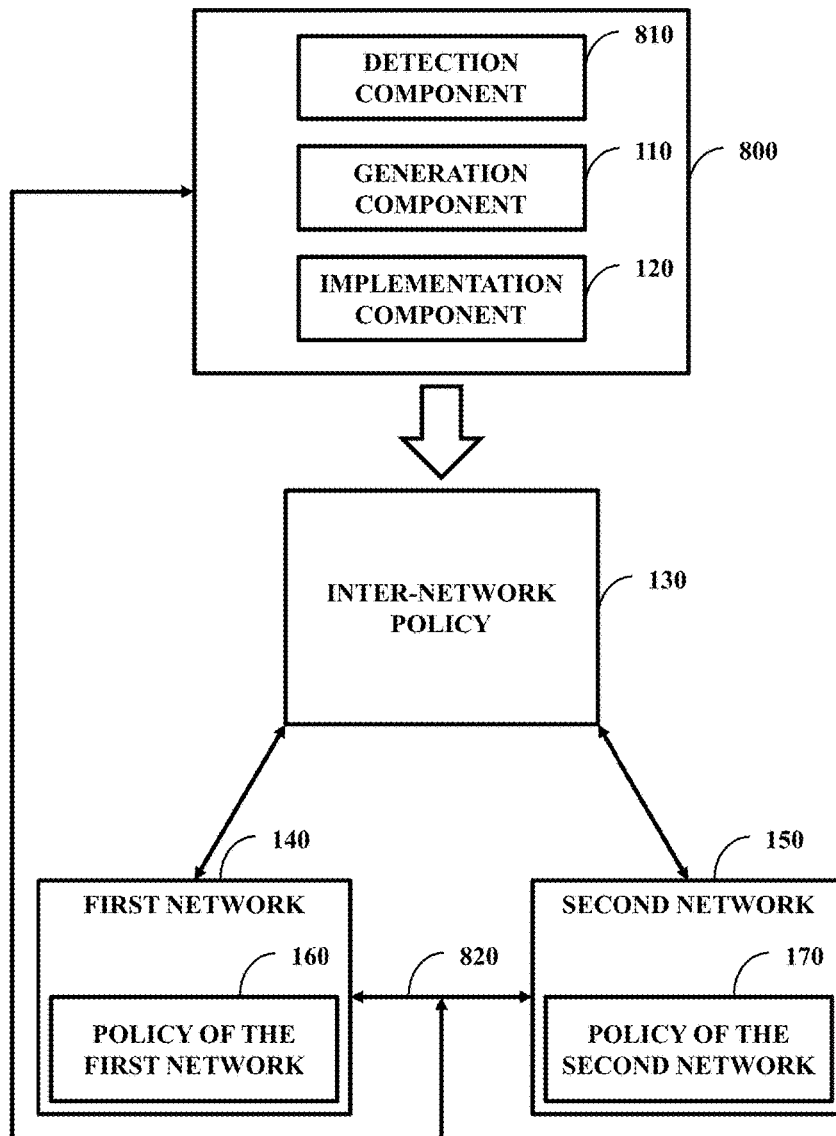 DETECTION
COMPONENT
810
GENERATION
COMPONENT
110
800
IMPLEMENTATION
COMPONENT
120
INTER-NETWORK
POLICY
130
140
150
FIRST NETWORK
SECOND NETWORK
160
820
170
POLICY OF THE
FIRST NETWORK
POLICY OF THE
SECOND NETWORK